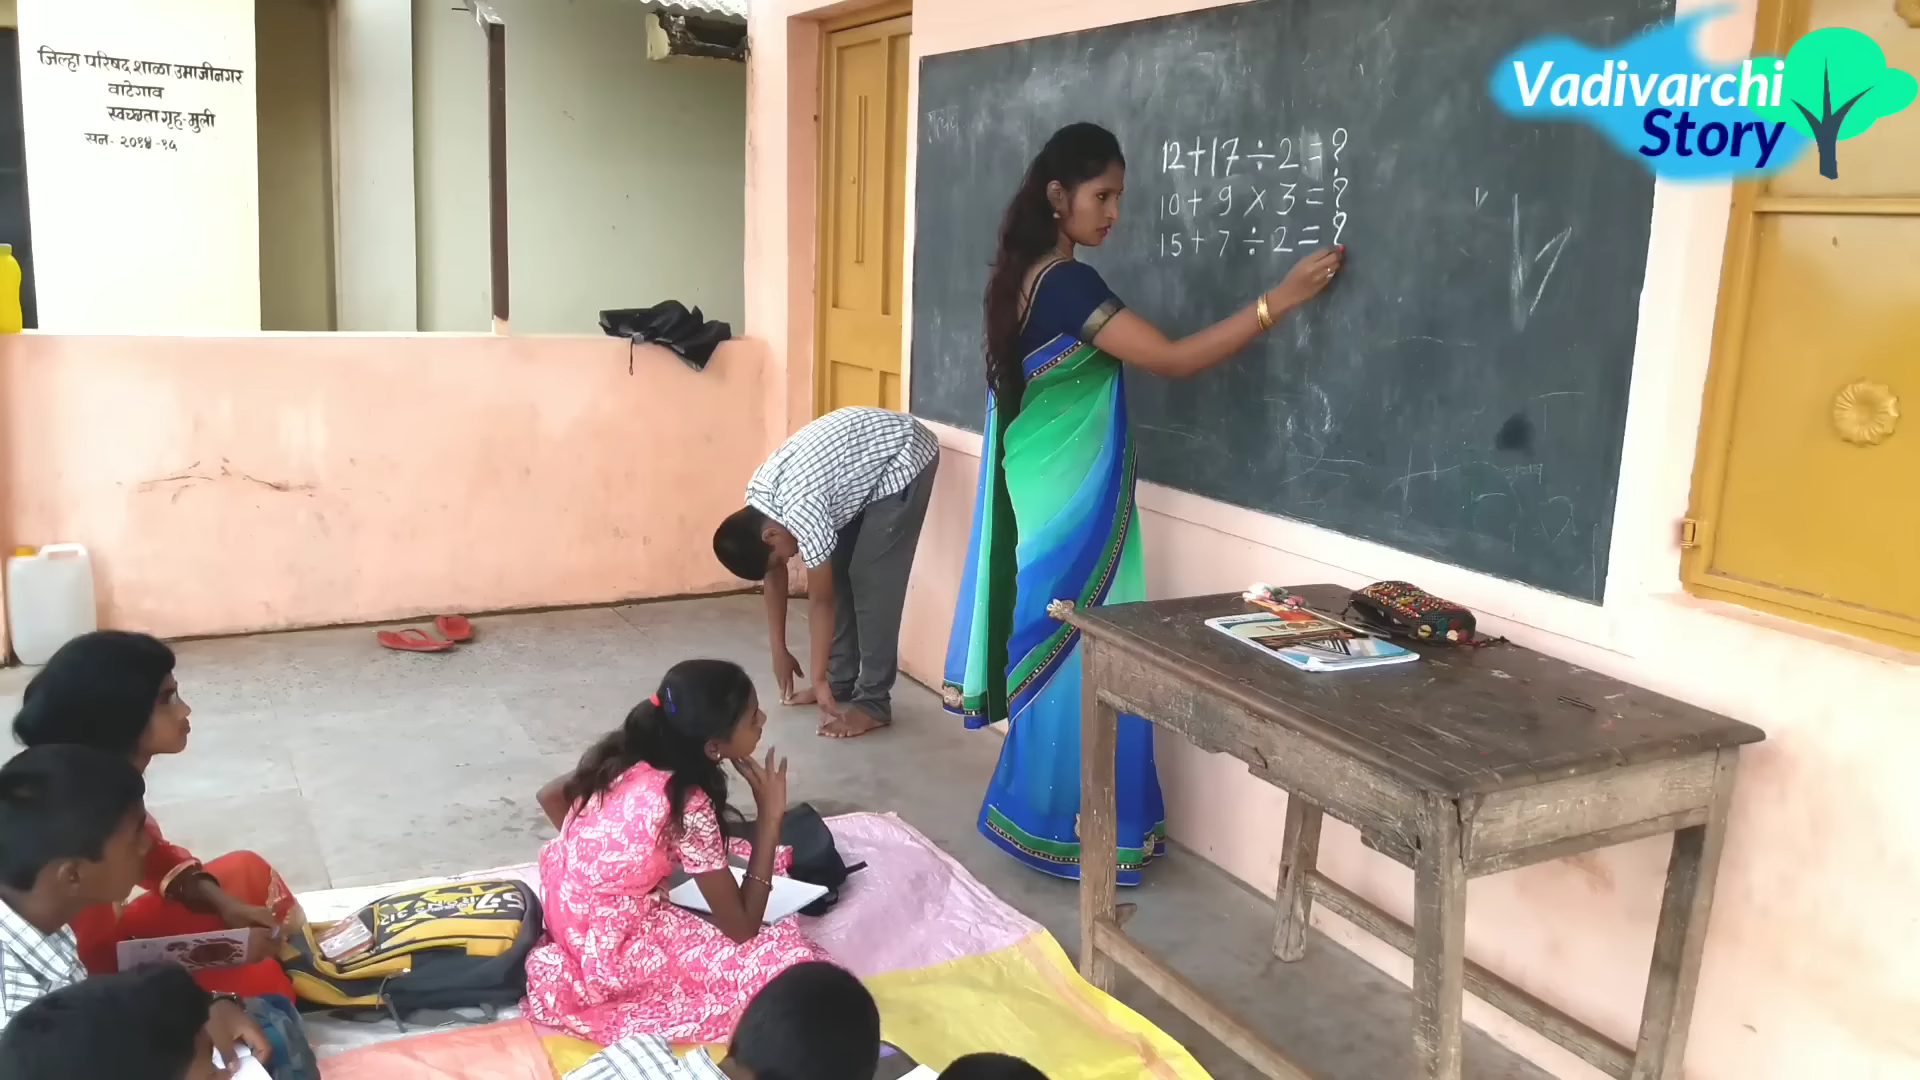 जिल्हा परिषद शाळा उमाजीनगर
वाटेगाव
स्वच्छता गृह-मुली
सन- २०१४-१५
12+17÷2=?
10+9×3=?
15+7÷2=?
Vadivarchi
Story